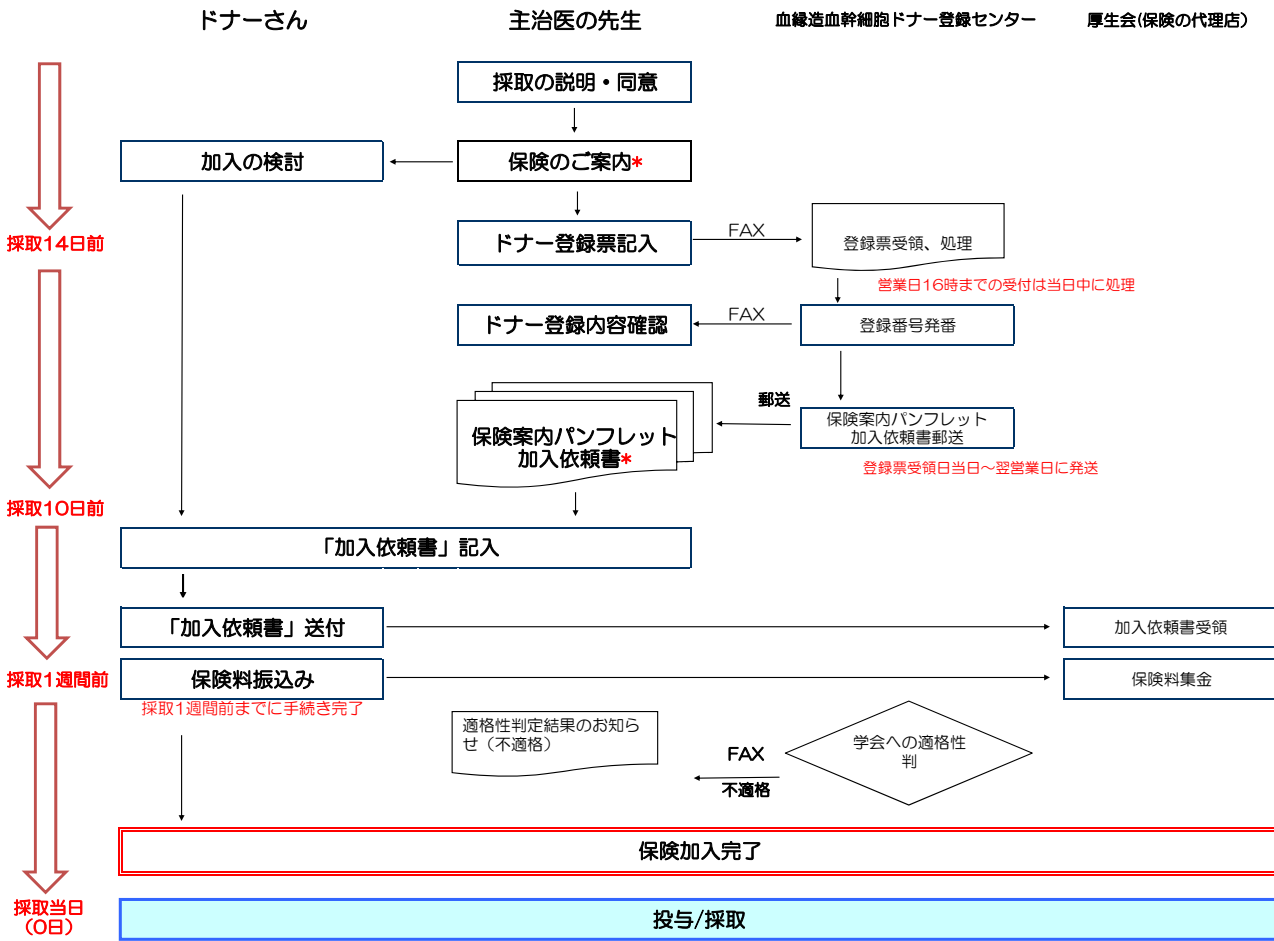 ドナーさん
主治医の先生
血縁造血幹細胞ドナー登録センター
厚生会(保険の代理店)
採取の説明・同意
加入の検討
保険のご案内*
採取14日前
ドナー登録票記入
FAX
登録票受領、処理
営業日16時までの受付は当日中に処理
ドナー登録内容確認
FAX
登録番号発番
郵送
保険案内パンフレット
加入依頼書*
保険案内パンフレット
加入依頼書郵送
登録票受領日当日～翌営業日に発送
採取10日前
「加入依頼書」記入
「加入依頼書」送付
加入依頼書受領
採取1週間前
保険料振込み
保険料集金
採取1週間前までに手続き完了
適格性判定結果のお知ら
せ（不適格）
FAX
不適格
学会への適格性
判
保険加入完了
採取当日
(0日)
投与/採取